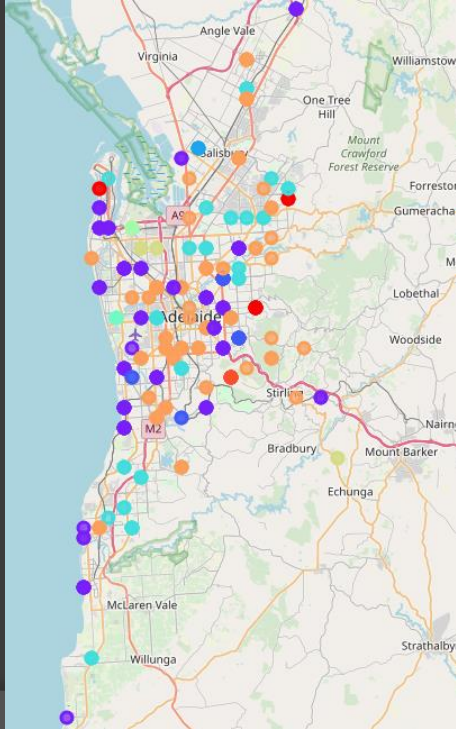 Angle Vale
Virginia
Williamstow
One Tree
Hill
Salisbury
Mount
Crawford
Forest Reserve
Forresto
A9
Gumeracha
M
Lobethal
Adelaide
Woodside
Stirling
Nairn
M2
Bradbury
Mount Barker
Echunga
McLaren Vale
Strathalby
Willunga